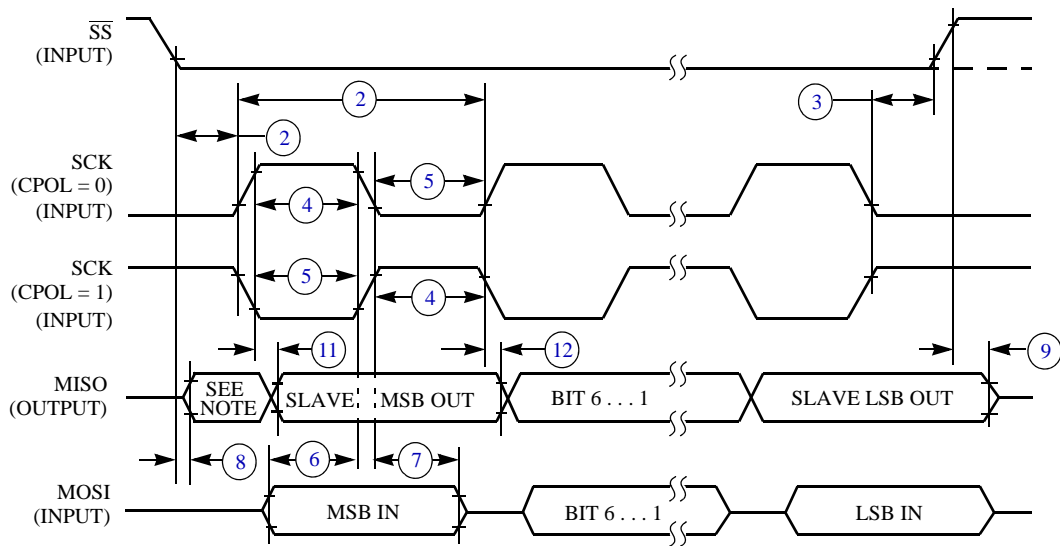 SS
(INPUT)
2
3
2
SCK
(CPOL = 0)
(INPUT)
5
4
SCK
(CPOL = 1)
(INPUT)
5
4
11
12
9
MISO
(OUTPUT)
SEE
NOTE
SLAVE
MSB OUT
BIT 6 . . . 1
SLAVE LSB OUT
8
6
7
MOSI
(INPUT)
MSB IN
BIT 6 . . . 1
LSB IN